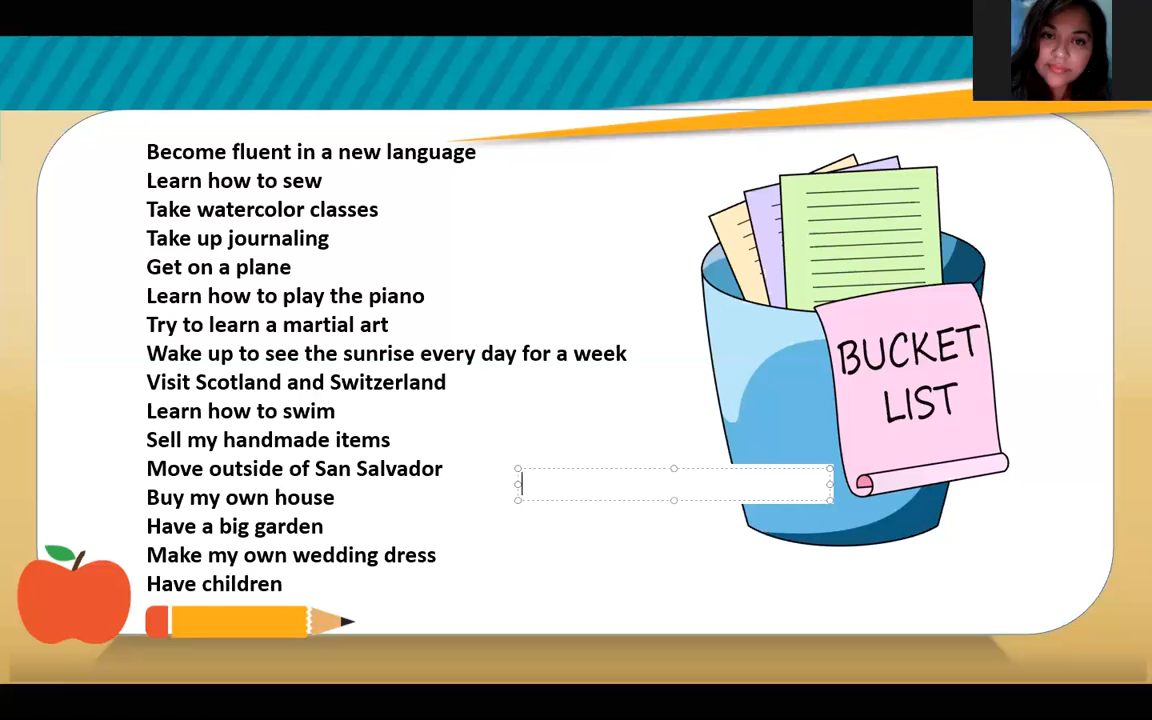 Become fluent in a new language
Learn how to sew
Take watercolor classes
Take up journaling
Get on a plane
Learn how to play the piano
Try to learn a martial art
Wake up to see the sunrise every day for a week
Visit Scotland and Switzerland
Learn how to swim
Sell my handmade items
Move outside of San Salvador
Buy my own house
Have a big garden
Make my own wedding dress
Have children
BUCKET
LIST